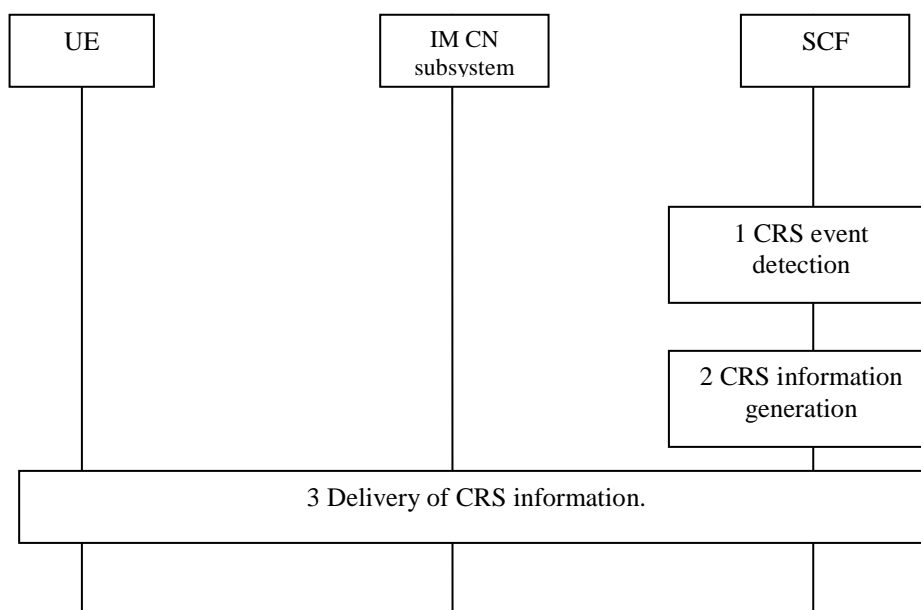 UE
IM CN
subsystem
SCF
1 CRS event
detection
2 CRS information
generation
3 Delivery of CRS information.